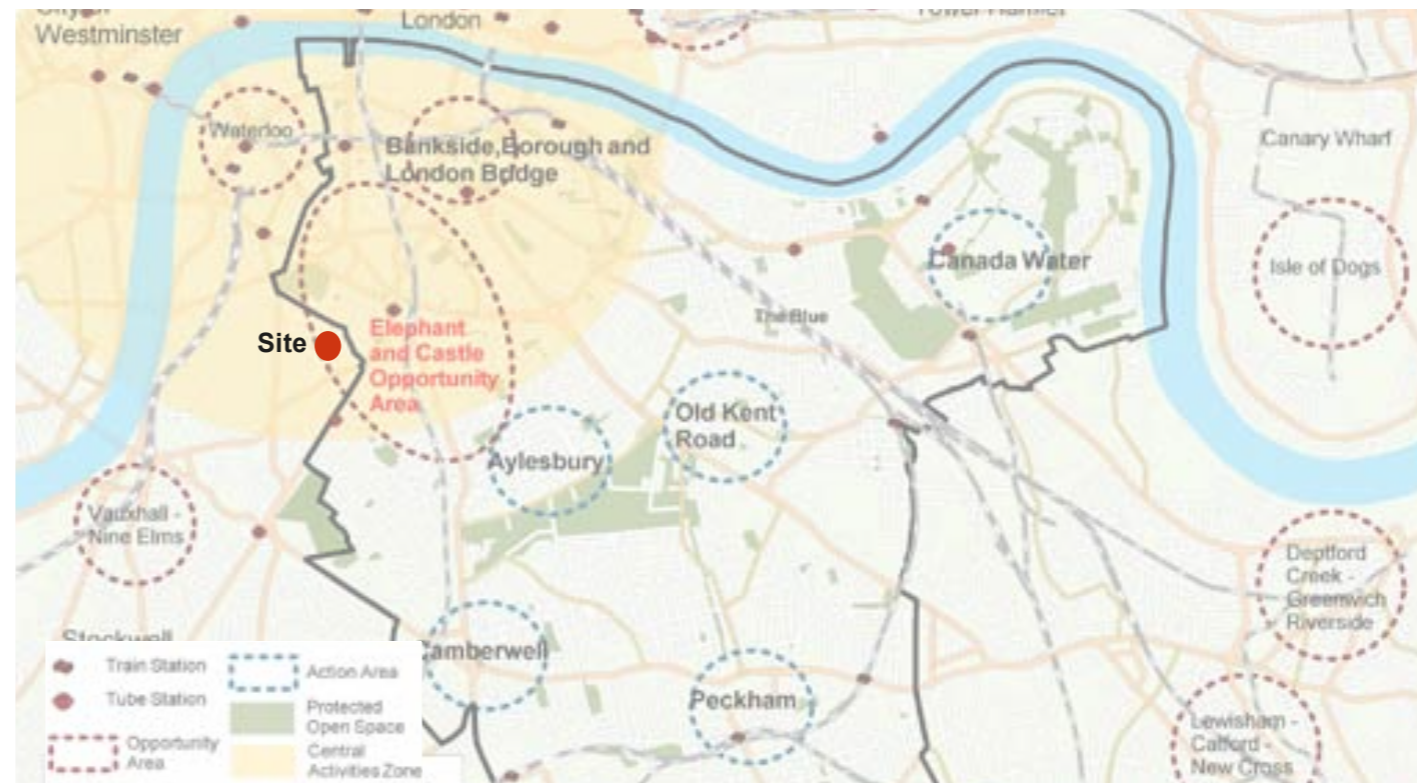 Westminster
London
Waterloo
Bankside,Borough and
London Bridge
Canary Wharf
Canada Water
Isle of Dogs
The Blue
Site
Elephant
and Castle
Opportunity
Area
Old Kent
Road
Aylesbury
Vauxhall -
Nine Elms
Deptford
Creek -
Greenwich
Riverside
Stockwell
amberwell
Peckham
Lewisham -
Catford -
New Cross
Train Station
Tube Station
Opportunity
Area
Action Area
Protected
Open Space
Central
Activities Zone